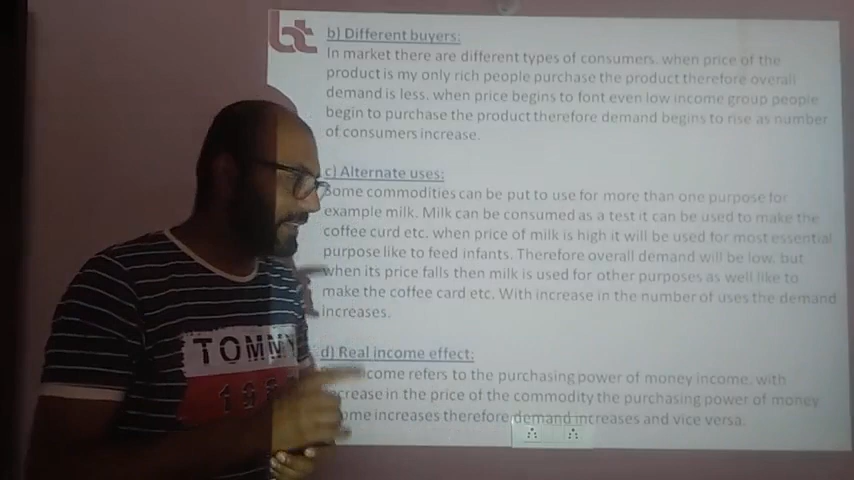 bt
b) Different buyers:
In market there are different types of consumers. when price of the
product is my only rich people purchase the product therefore overall
demand is less. when price begins to font even low income group people
begin to purchase the product therefore demand begins to rise as number
of consumers increase.
c) Alternate uses:
Some commodities can be put to use for more than one purpose for
example milk. Milk can be consumed as a test it can be used to make the
coffee curd etc. when price of milk is high it will be used for most essential
purpose like to feed infants. Therefore overall demand will be low. but
when its price falls then milk is used for other purposes as well like to
make the coffee card etc. With increase in the number of uses the demand
increases.
d) Real income effect:
income refers to the purchasing power of money income. with
in the price of the commodity the purchasing power of money
increases therefore demand increases and vice versa.
TOMMY